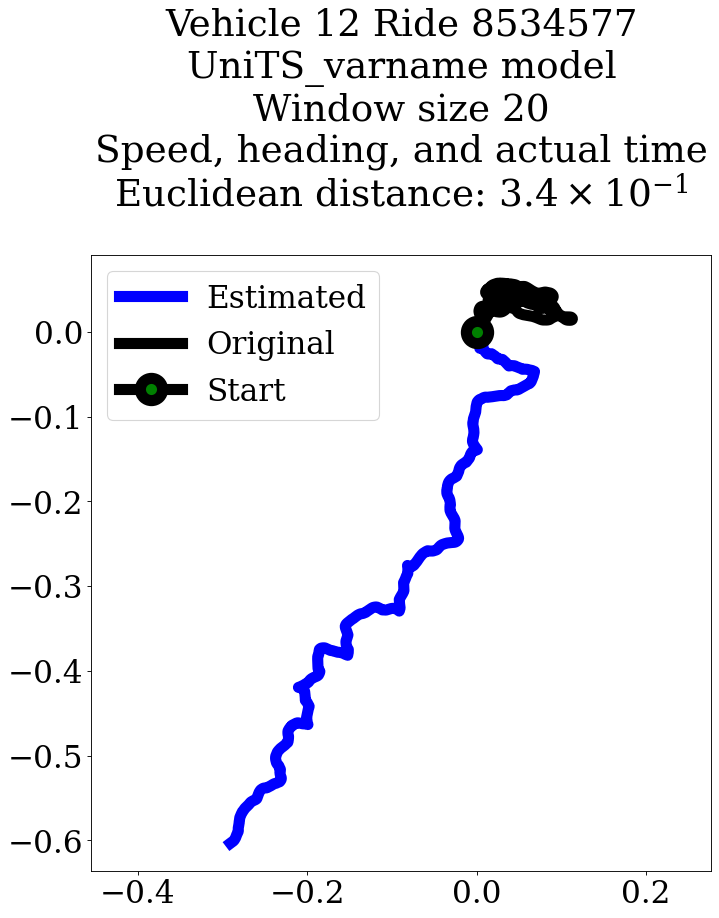 Vehicle 12 Ride 8534577
UniTS_varname model
Window size 20
Speed, heading, and actual time
Euclidean distance: 3.4 × 10⁻¹
Estimated
Original
Start
0.0
−0.1
−0.2
−0.3
−0.4
−0.5
−0.6
−0.4 −0.2 0.0 0.2